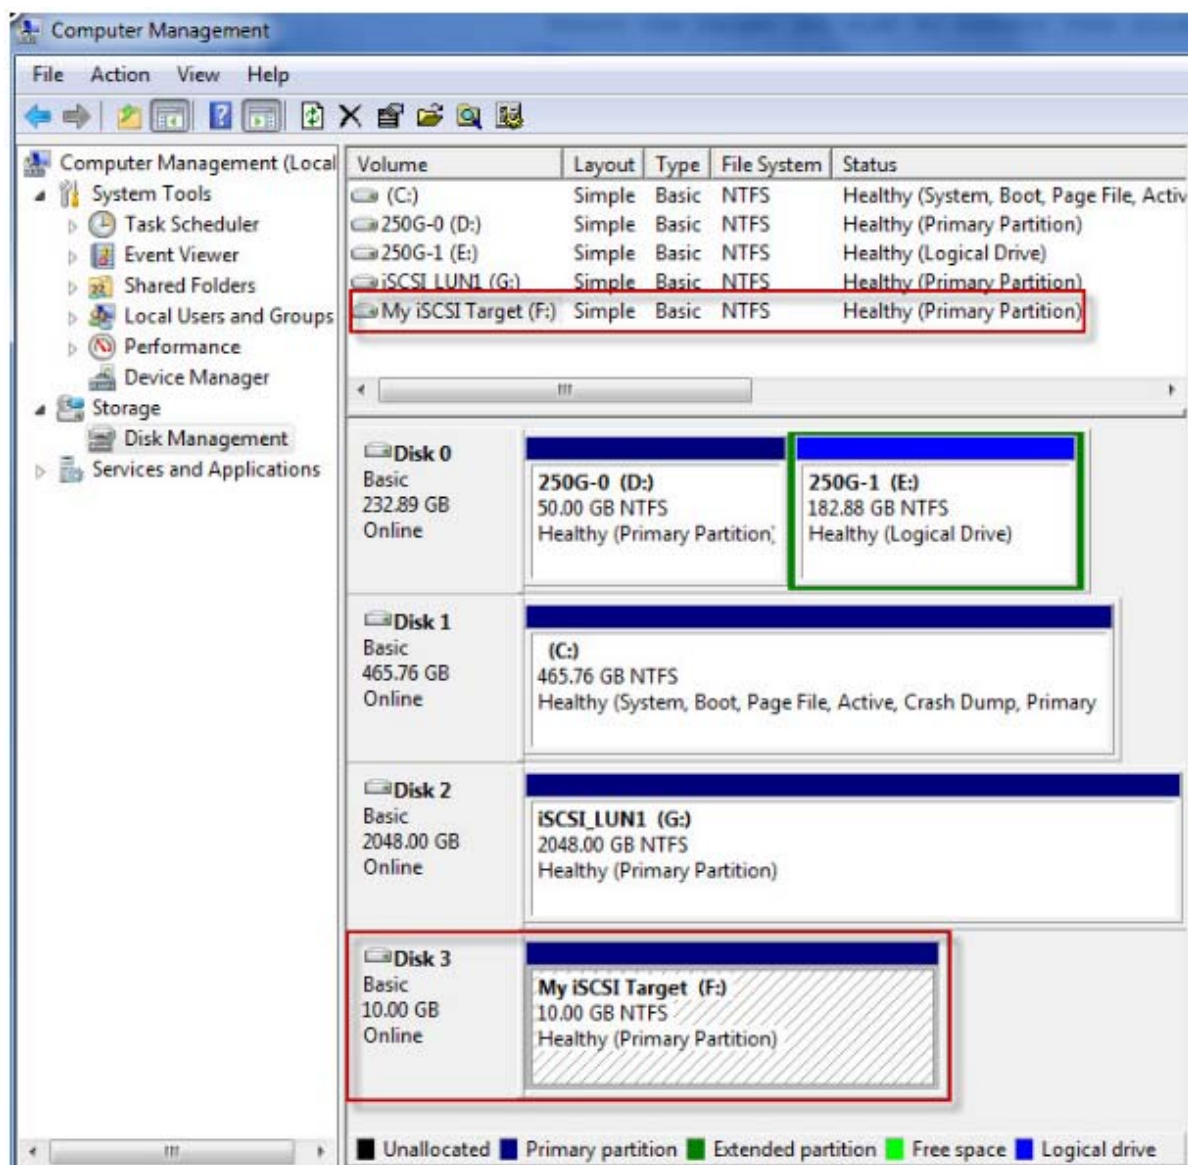 Computer Management
File Action View Help
Computer Management (Local
System Tools
Task Scheduler
Event Viewer
Shared Folders
Local Users and Groups
Performance
Device Manager
Storage
Disk Management
Services and Applications
Volume Layout Type File System Status
(C:) Simple Basic NTFS Healthy (System, Boot, Page File, Activ
250G-0 (D:) Simple Basic NTFS Healthy (Primary Partition)
250G-1 (E:) Simple Basic NTFS Healthy (Logical Drive)
iSCSI_LUN1 (G:) Simple Basic NTFS Healthy (Primary Partition)
My iSCSI Target (F:) Simple Basic NTFS Healthy (Primary Partition)
Disk 0
Basic
232.89 GB
Online
250G-0 (D:)
50.00 GB NTFS
Healthy (Primary Partition)
250G-1 (E:)
182.88 GB NTFS
Healthy (Logical Drive)
Disk 1
Basic
465.76 GB
Online
(C:)
465.76 GB NTFS
Healthy (System, Boot, Page File, Active, Crash Dump, Primary
Disk 2
Basic
2048.00 GB
Online
iSCSI_LUN1 (G:)
2048.00 GB NTFS
Healthy (Primary Partition)
Disk 3
Basic
10.00 GB
Online
My iSCSI Target (F:)
10.00 GB NTFS
Healthy (Primary Partition)
Unallocated Primary partition Extended partition Free space Logical drive